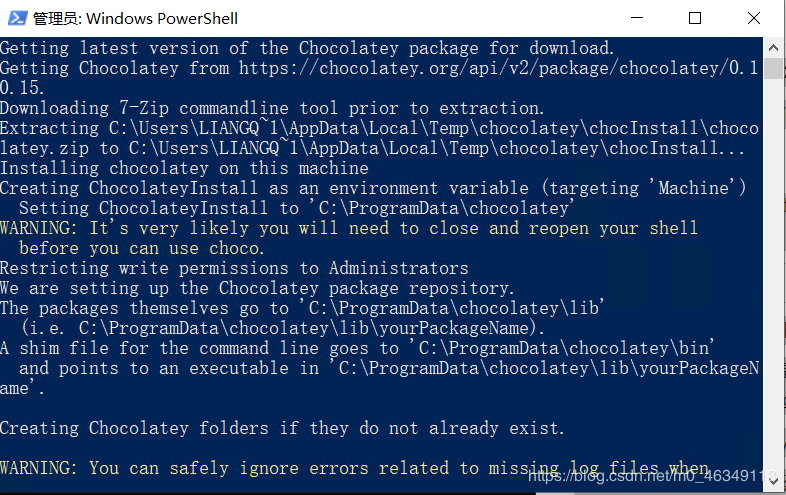 管理员: Windows PowerShell
Getting latest version of the Chocolatey package for download.
Getting Chocolatey from https://chocolatey.org/api/v2/package/chocolatey/0.1
0.15.
Downloading 7-Zip commandline tool prior to extraction.
Extracting C:\Users\LIANGQ~1\AppData\Local\Temp\chocolatey\chocInstall\choco
latey.zip to C:\Users\LIANGQ~1\AppData\Local\Temp\chocolatey\chocInstall...
Installing chocolatey on this machine
Creating ChocolateyInstall as an environment variable (targeting 'Machine')
  Setting ChocolateyInstall to 'C:\ProgramData\chocolatey'
WARNING: It's very likely you will need to close and reopen your shell
  before you can use choco.
Restricting write permissions to Administrators
We are setting up the Chocolatey package repository.
The packages themselves go to 'C:\ProgramData\chocolatey\lib'
  (i.e. C:\ProgramData\chocolatey\lib\yourPackageName).
A shim file for the command line goes to 'C:\ProgramData\chocolatey\bin'
  and points to an executable in 'C:\ProgramData\chocolatey\lib\yourPackageN
ame'.
Creating Chocolatey folders if they do not already exist.
WARNING: You can safely ignore errors related to missing log files when